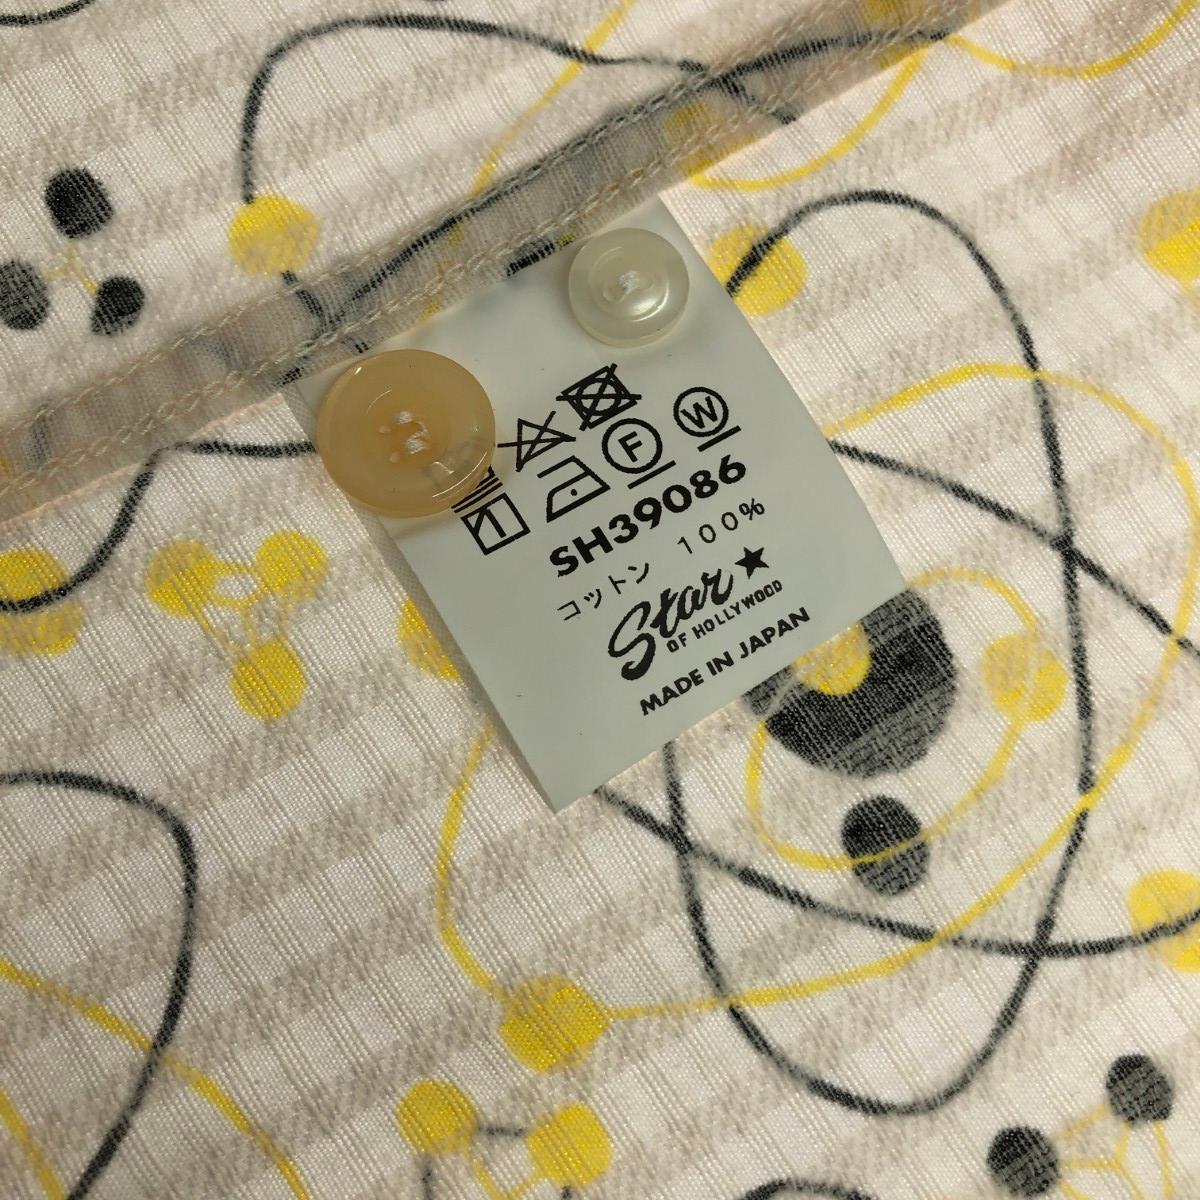 F W
SH39086
コットン 100%
Star★
OF HOLLYWOOD
MADE IN JAPAN